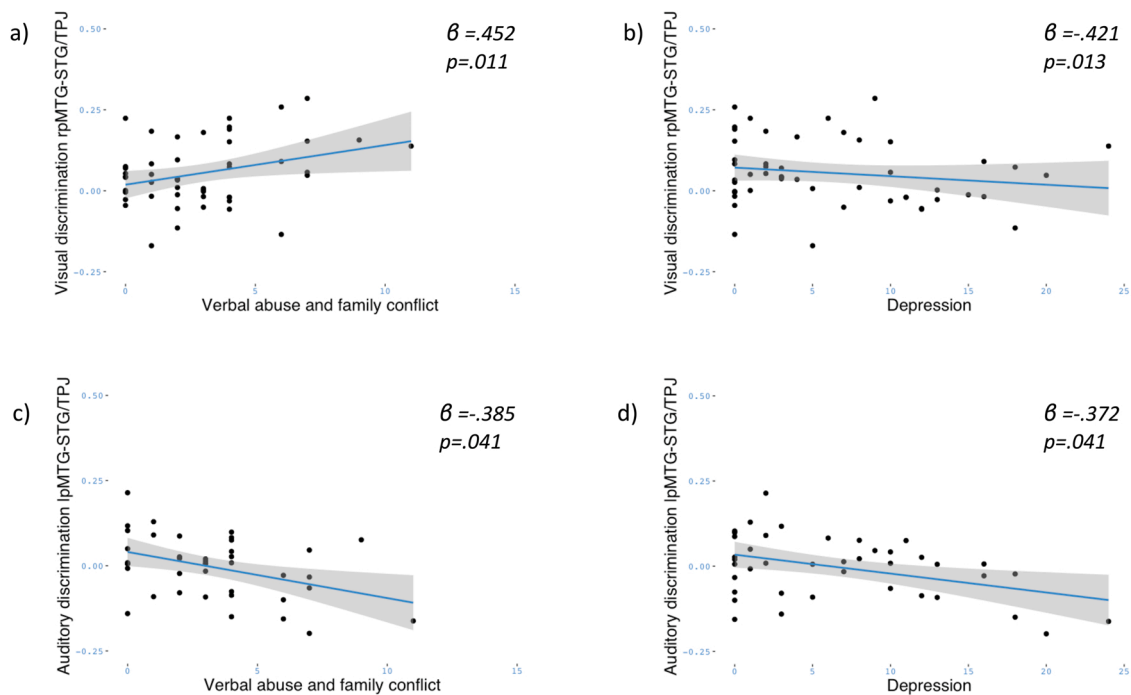 a)
Visual discrimination rpMTG-STG/TPJ
0.50
0.25
0.00
-0.25
0 5 10 15
Verbal abuse and family conflict
β =.452
p=.011
b)
Visual discrimination rpMTG-STG/TPJ
0.50
0.25
0.00
-0.25
0 5 10 15 20 25
Depression
β=-.421
p=.013
c)
Auditory discrimination lpMTG-STG/TPJ
0.50
0.25
0.00
-0.25
0 5 10 15
Verbal abuse and family conflict
β =-.385
p=.041
d)
Auditory discrimination lpMTG-STG/TPJ
0.50
0.25
0.00
-0.25
0 5 10 15 20 25
Depression
β =-.372
p=.041